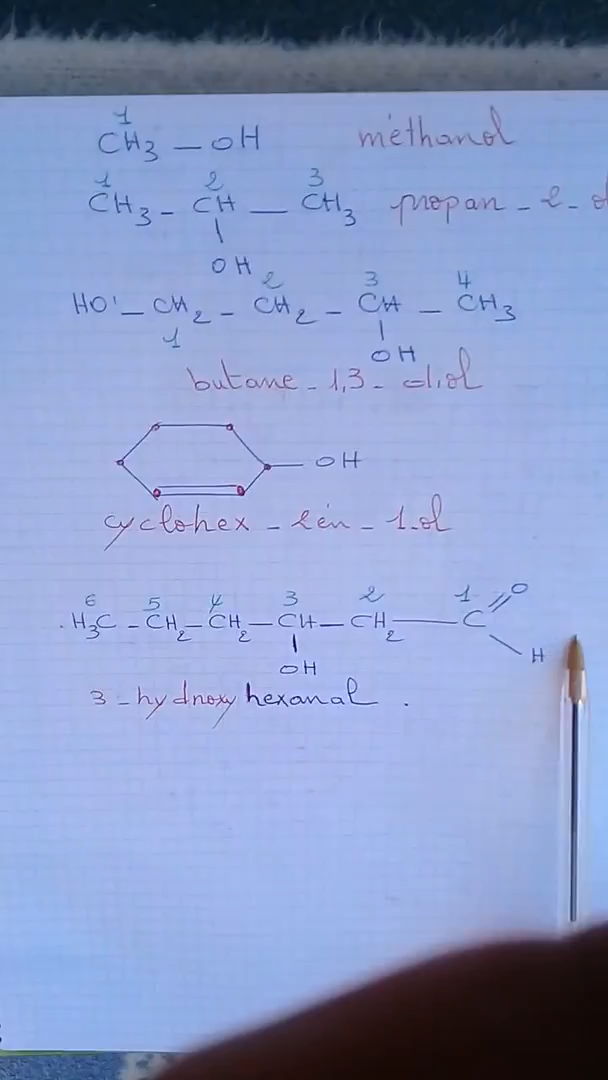 1
CH3 – OH méthanol
1 2 3
CH3 – CH – CH3 propan – 2 –
OH
2 3 4
HO – CH2 – CH2 – CH – CH3
1
OH
butane – 1,3 – diol
OH
cyclohex – 2én – 1.ol
6 5 4 3 2 1 O
H3C – CH2 – CH2 – CH – CH2 – C
H
OH
3 – hydroxy hexanal .